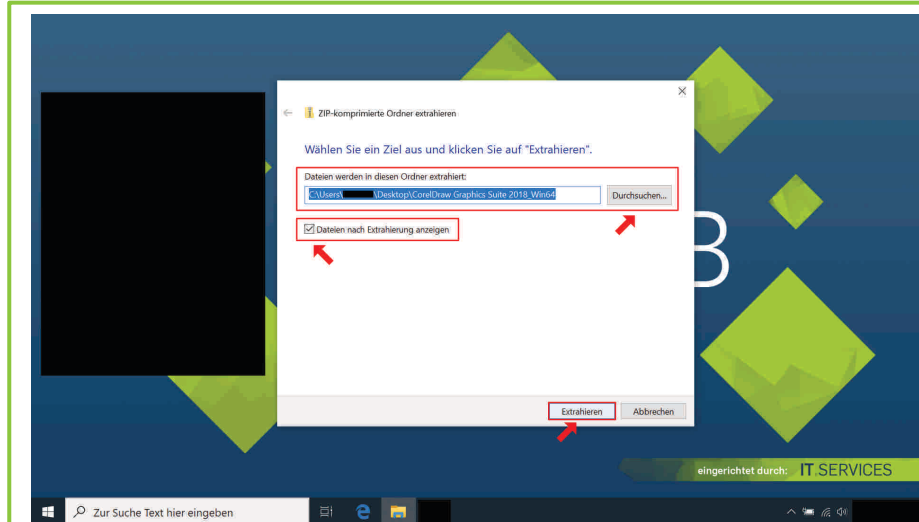 ZIP-komprimierte Ordner extrahieren
Wählen Sie ein Ziel aus und klicken Sie auf "Extrahieren".
Dateien werden in diesen Ordner extrahiert:
C:\Users\ \Desktop\CorelDraw Graphics Suite 2018_Win64
Durchsuchen...
Dateien nach Extrahierung anzeigen
B
Extrahieren
Abbrechen
eingerichtet durch: IT.SERVICES
Zur Suche Text hier eingeben